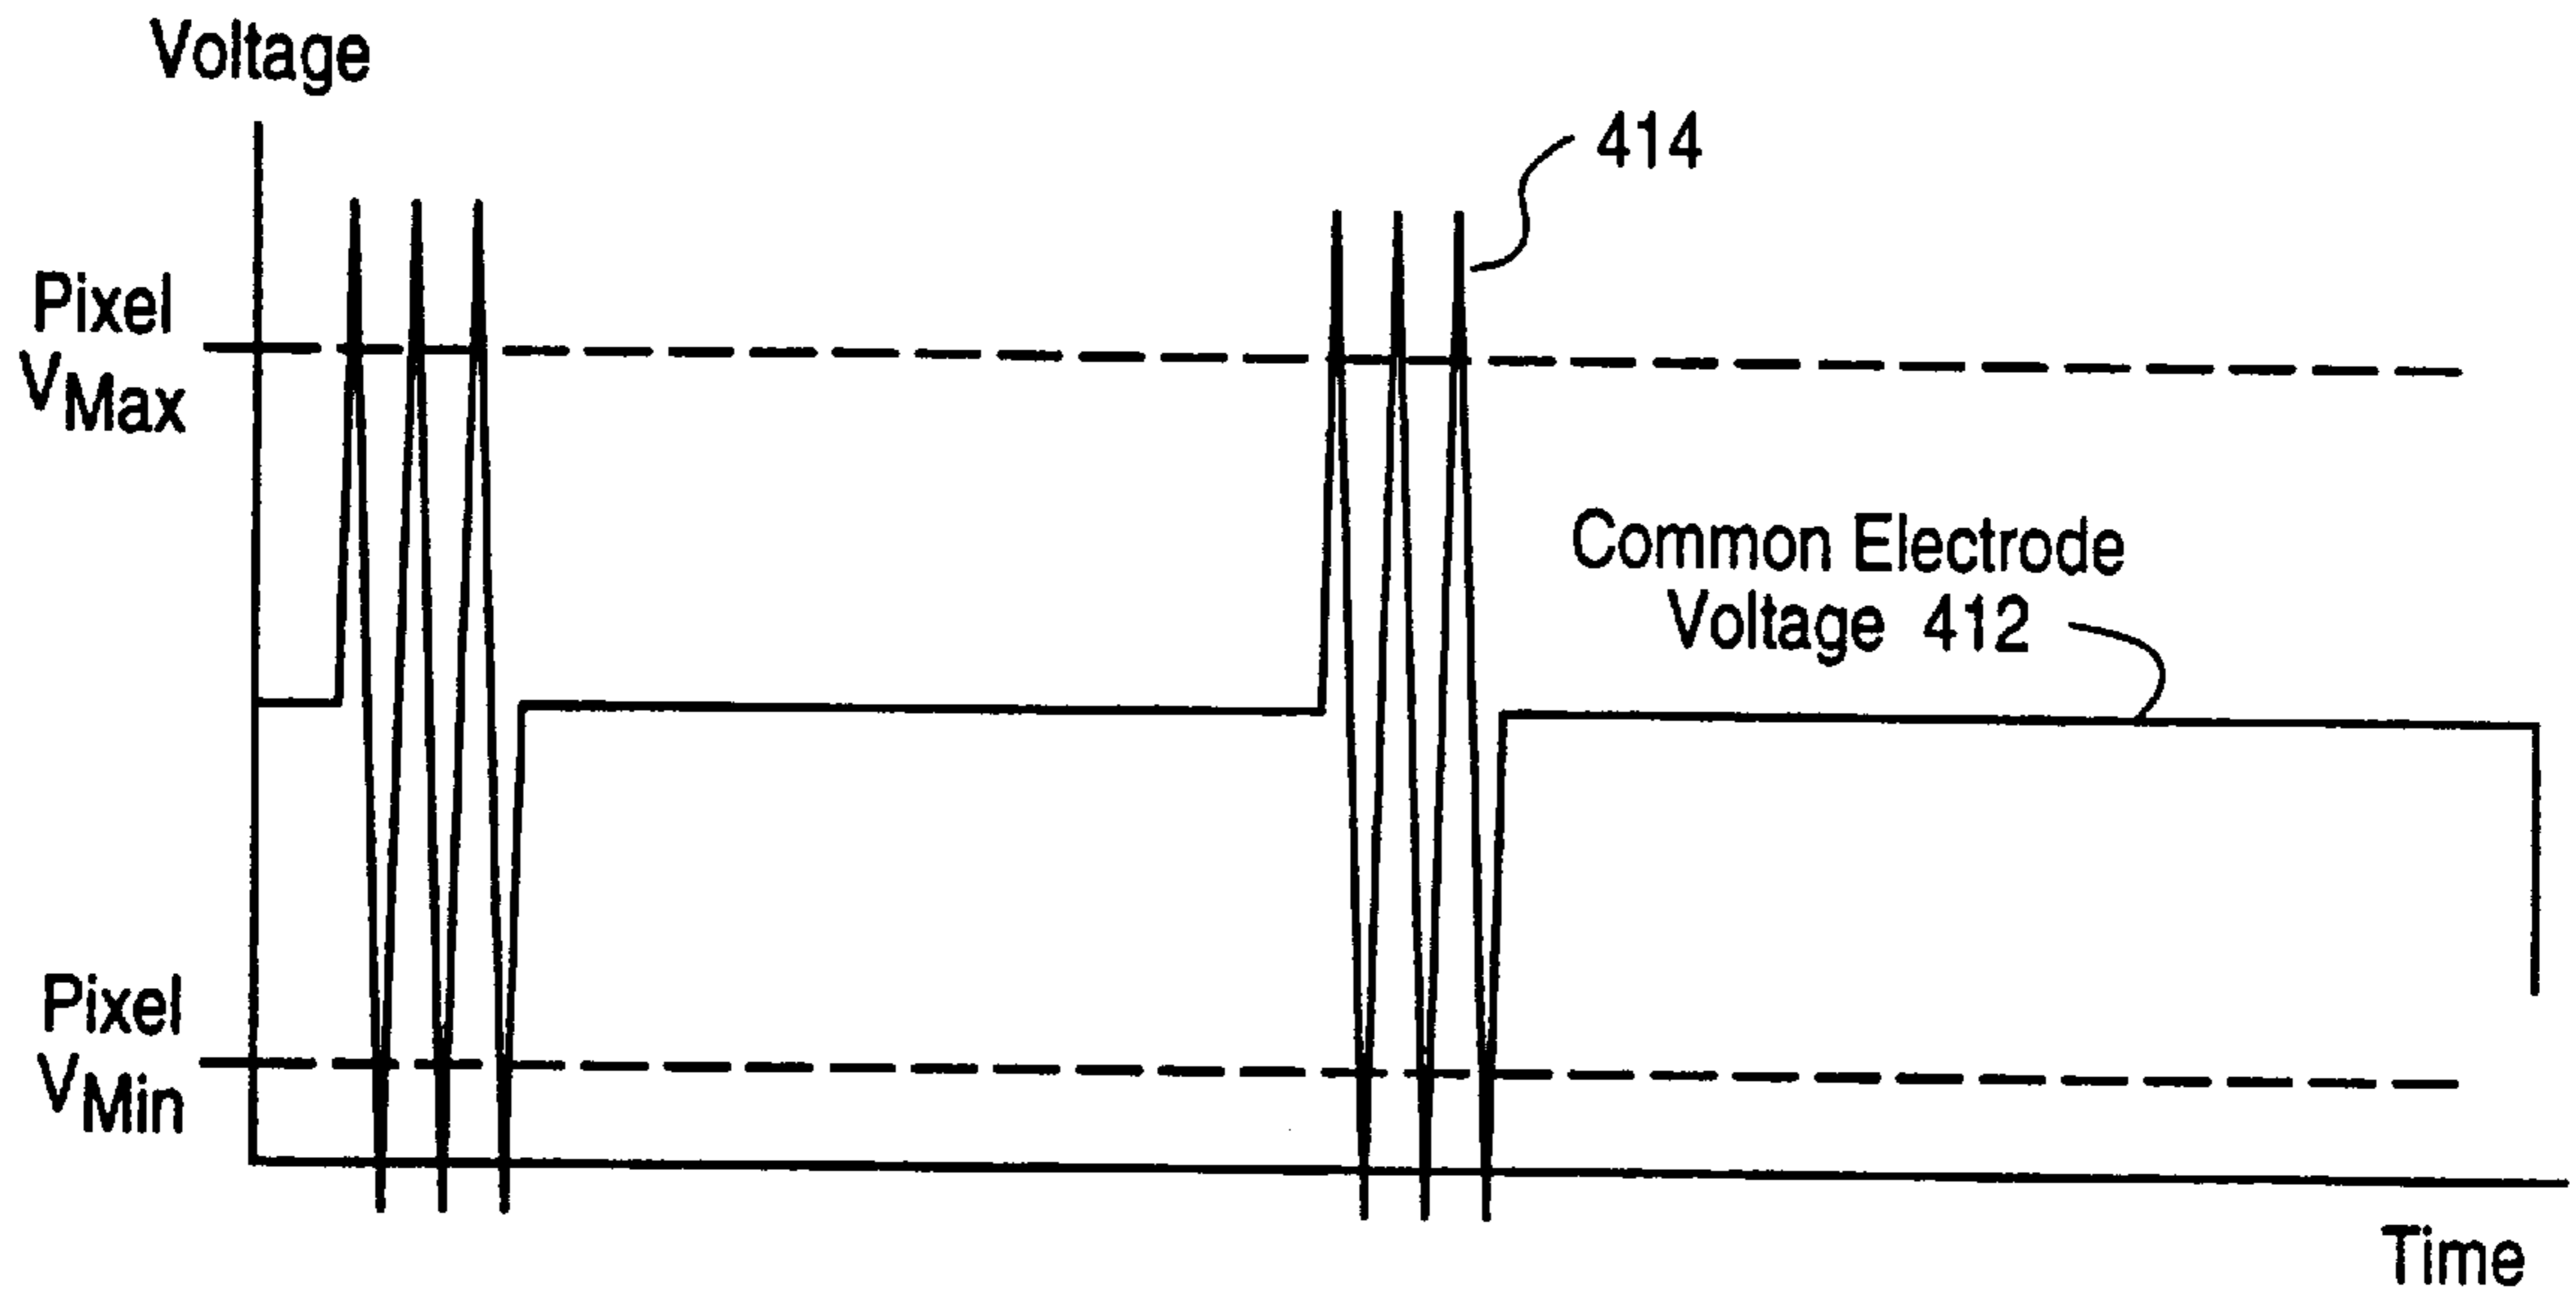 Voltage
414
Pixel
VMax
Common Electrode
Voltage 412
Pixel
VMin
Time